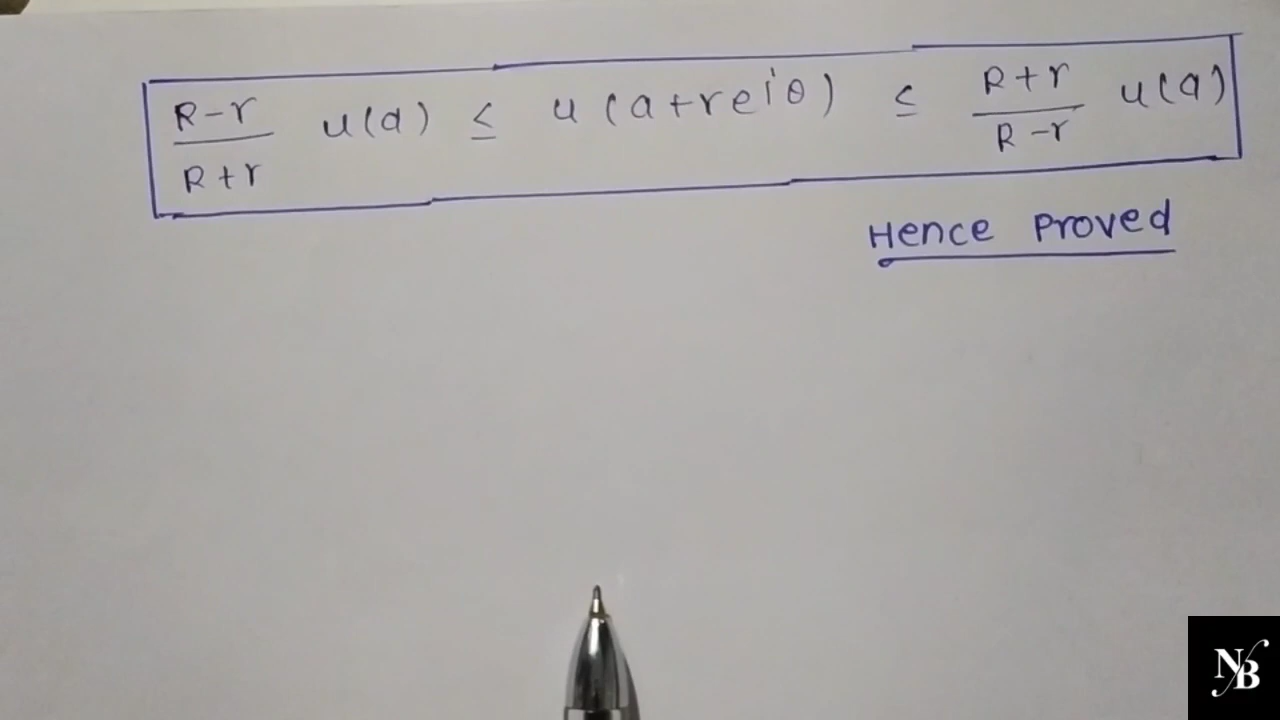 R-r/R+r u(a) ≤ u(a+re^iθ) ≤ R+r/R-r u(a)
Hence Proved
NB